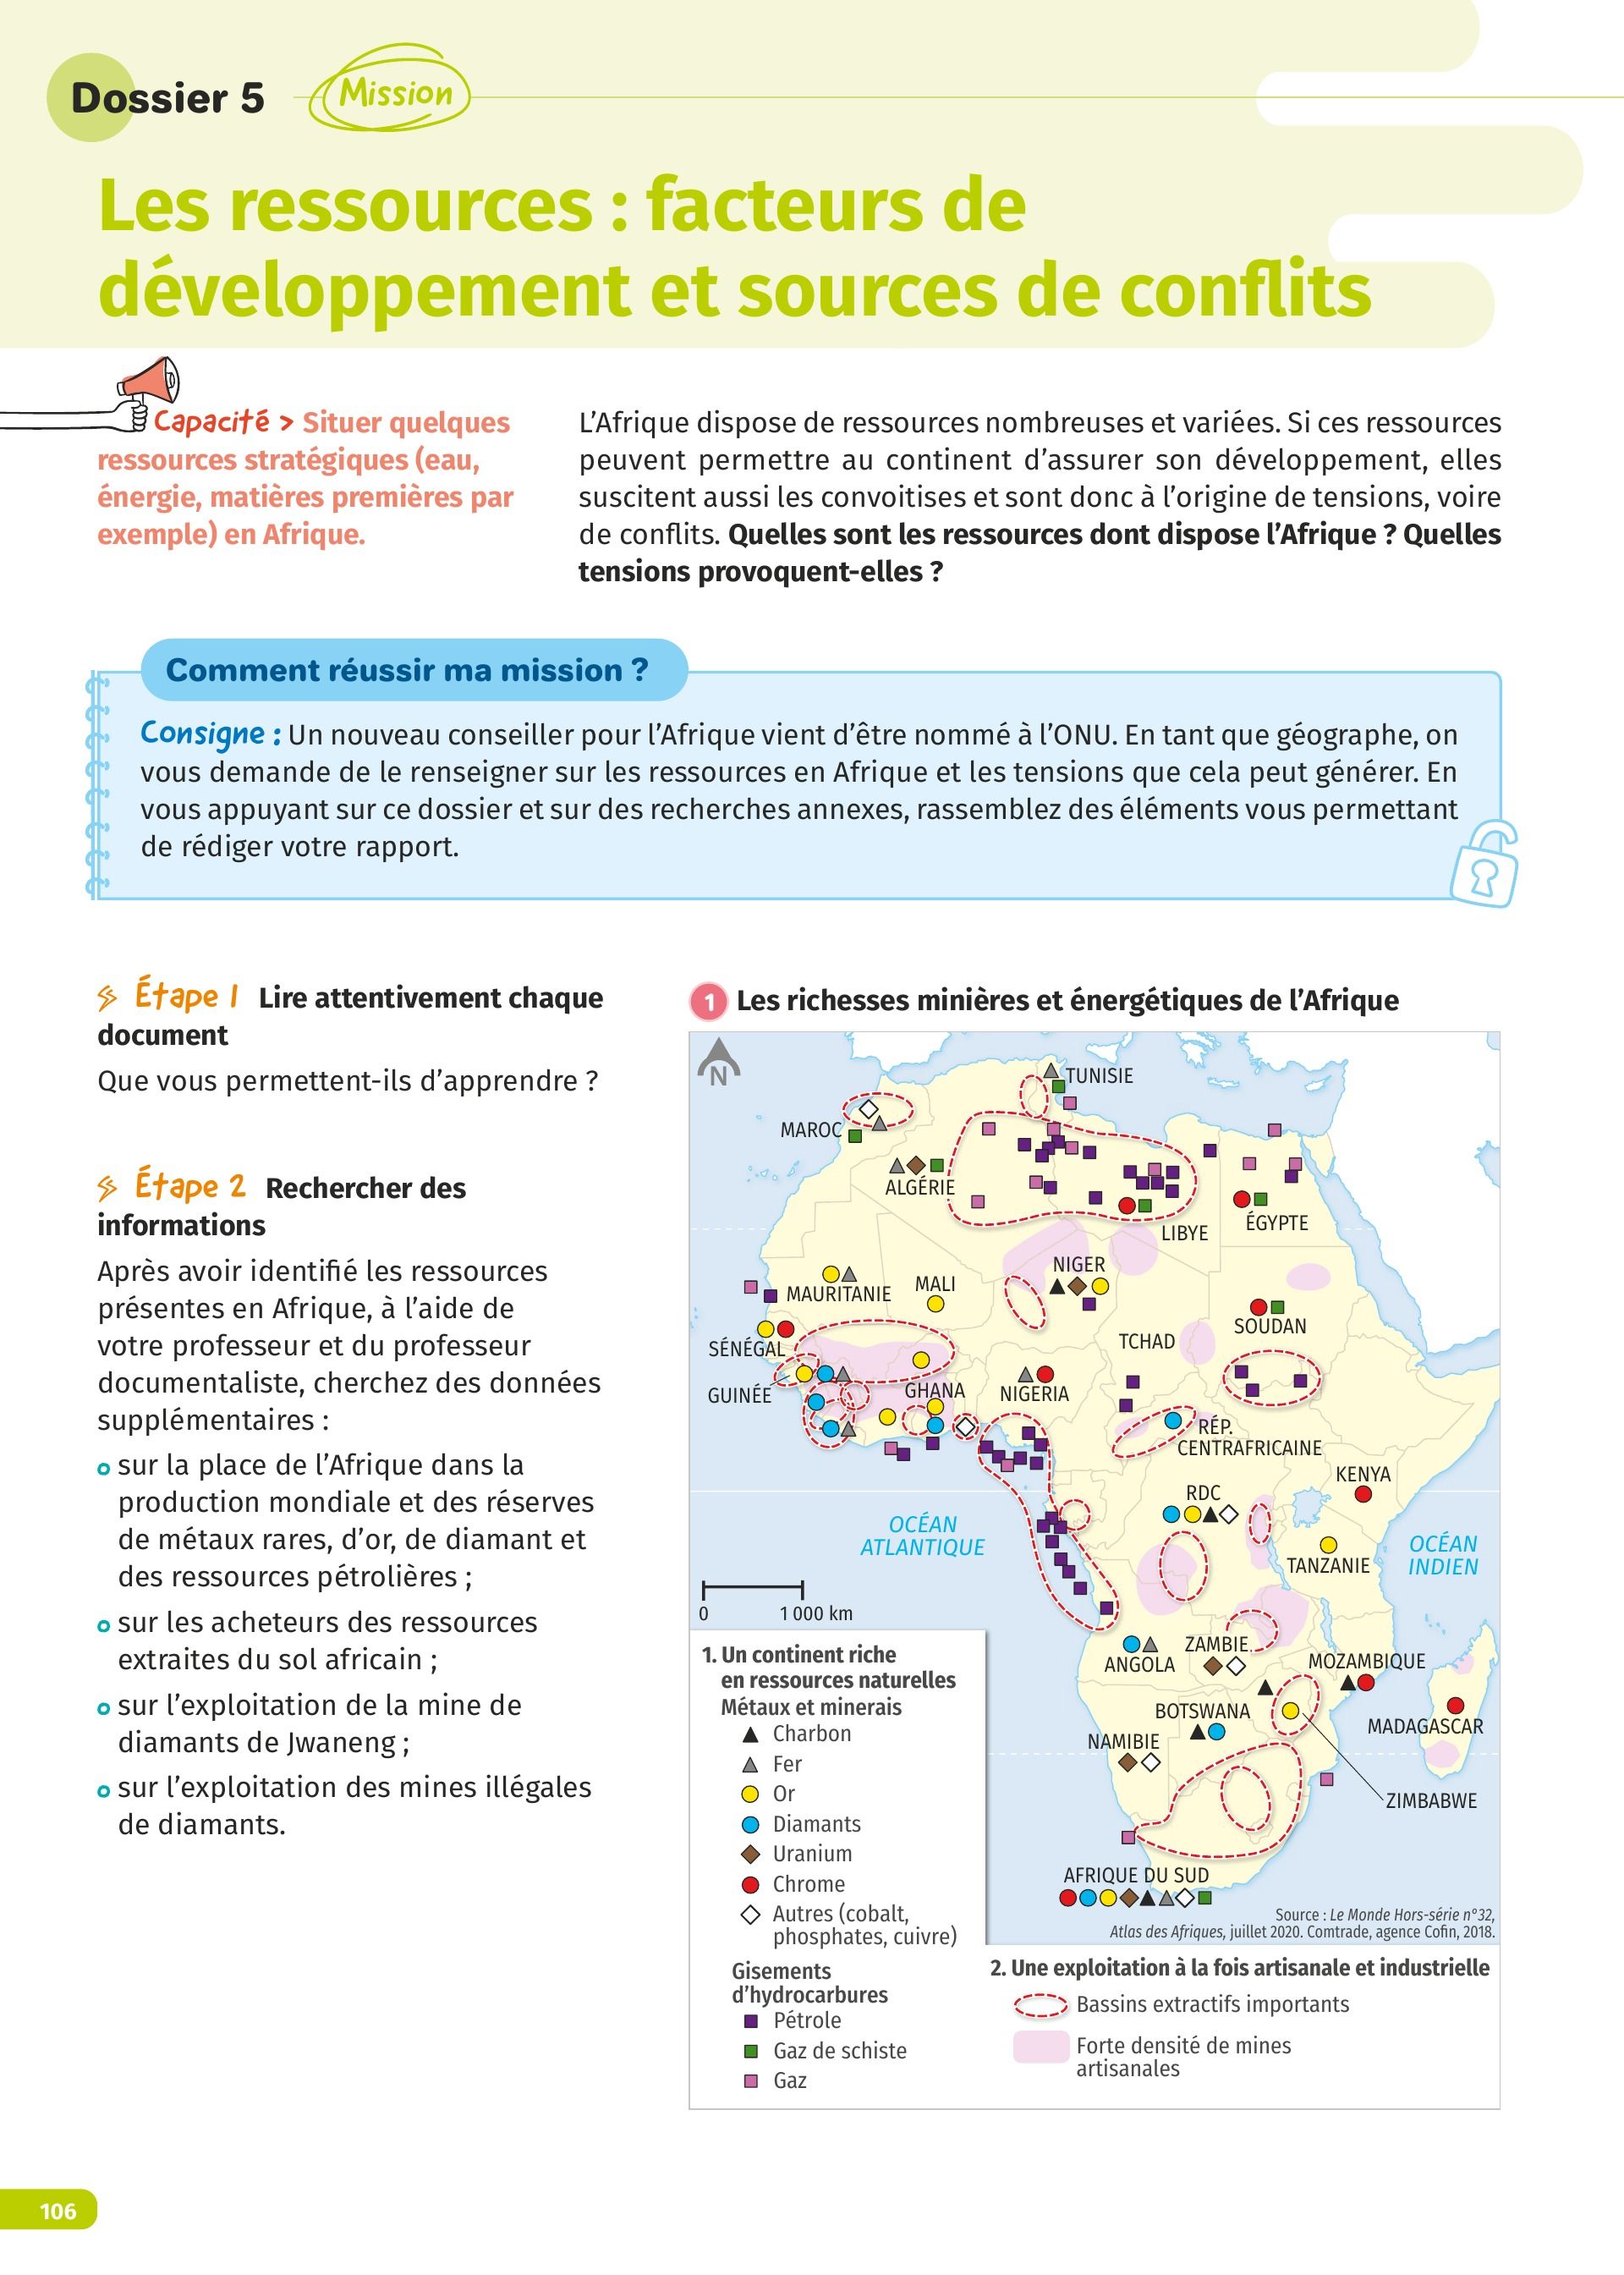 Dossier 5
Mission
Les ressources : facteurs de
développement et sources de conflits
Capacité > Situer quelques
ressources stratégiques (eau,
énergie, matières premières par
exemple) en Afrique.
L’Afrique dispose de ressources nombreuses et variées. Si ces ressources
peuvent permettre au continent d’assurer son développement, elles
suscitent aussi les convoitises et sont donc à l’origine de tensions, voire
de conflits. Quelles sont les ressources dont dispose l’Afrique ? Quelles
tensions provoquent-elles ?
Comment réussir ma mission ?
Consigne : Un nouveau conseiller pour l’Afrique vient d’être nommé à l’ONU. En tant que géographe, on
vous demande de le renseigner sur les ressources en Afrique et les tensions que cela peut générer. En
vous appuyant sur ce dossier et sur des recherches annexes, rassemblez des éléments vous permettant
de rédiger votre rapport.
Étape 1 Lire attentivement chaque
document
Que vous permettent-ils d’apprendre ?
Étape 2 Rechercher des
informations
Après avoir identifié les ressources
présentes en Afrique, à l’aide de
votre professeur et du professeur
documentaliste, cherchez des données
supplémentaires :
sur la place de l’Afrique dans la
production mondiale et des réserves
de métaux rares, d’or, de diamant et
des ressources pétrolières ;
sur les acheteurs des ressources
extraites du sol africain ;
sur l’exploitation de la mine de
diamants de Jwaneng ;
sur l’exploitation des mines illégales
de diamants.
1 Les richesses minières et énergétiques de l’Afrique
N
TUNISIE
MAROC
ALGÉRIE
LIBYE
ÉGYPTE
NIGER
MAURITANIE
MALI
SOUDAN
TCHAD
SÉNÉGAL
GUINÉE
GHANA
NIGERIA
RÉP.
CENTRAFRICAINE
KENYA
RDC
OCÉAN
ATLANTIQUE
OCÉAN
INDIEN
TANZANIE
0 1 000 km
ZAMBIE
ANGOLA
MOZAMBIQUE
BOTSWANA
MADAGASCAR
NAMIBIE
ZIMBABWE
AFRIQUE DU SUD
Source : Le Monde Hors-série n°32,
Atlas des Afriques, juillet 2020. Comtrade, agence Cofin, 2018.
1. Un continent riche
en ressources naturelles
Métaux et minerais
Charbon
Fer
Or
Diamants
Uranium
Chrome
Autres (cobalt,
phosphates, cuivre)
Gisements
d’hydrocarbures
Pétrole
Gaz de schiste
Gaz
2. Une exploitation à la fois artisanale et industrielle
Bassins extractifs importants
Forte densité de mines
artisanales
106